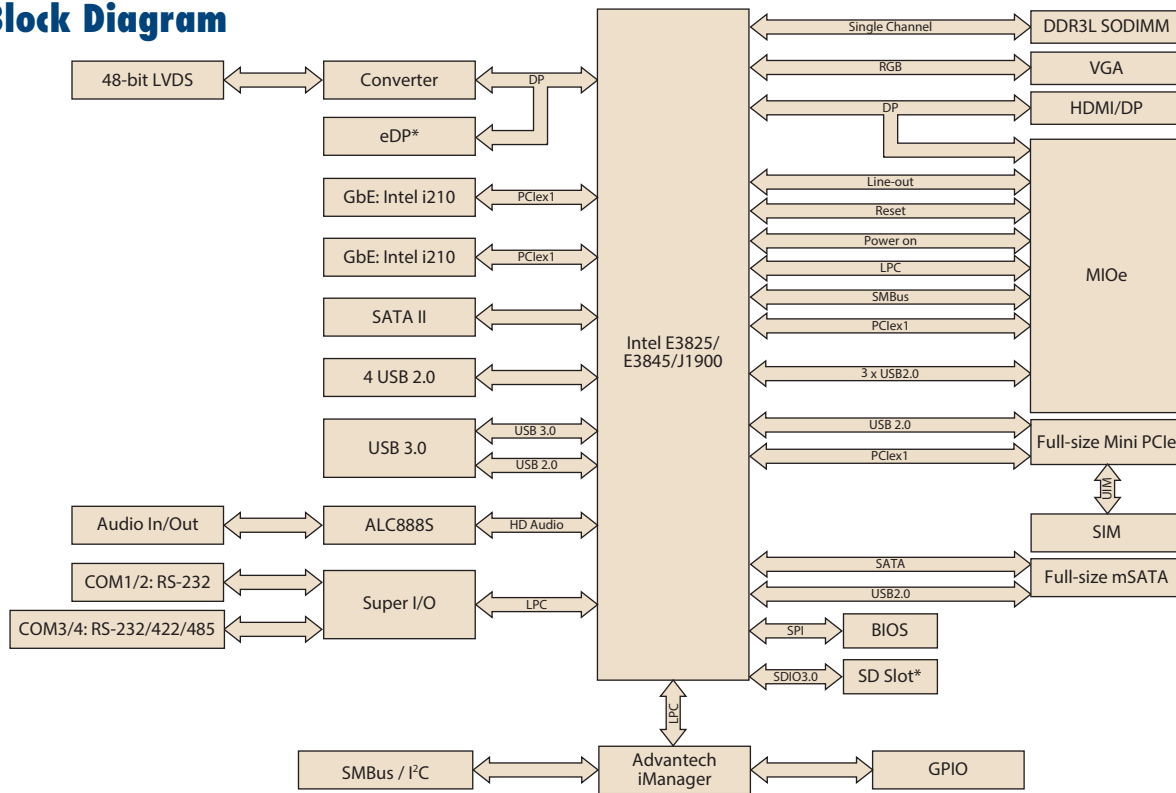 Block Diagram
48-bit LVDS
Converter
DP
eDP*
GbE: Intel i210
PCIex1
GbE: Intel i210
PCIex1
SATA II
4 USB 2.0
USB 3.0
USB 3.0
USB 2.0
Audio In/Out
ALC888S
HD Audio
COM1/2: RS-232
COM3/4: RS-232/422/485
Super I/O
LPC
Intel E3825/
E3845/J1900
Single Channel
DDR3L SODIMM
RGB
VGA
DP
HDMI/DP
Line-out
Reset
Power on
LPC
SMBus
PCIex1
3 x USB2.0
MIOe
USB 2.0
PCIex1
Full-size Mini PCIe
UIM
SIM
SATA
USB2.0
Full-size mSATA
SPI
BIOS
SDIO3.0
SD Slot*
LPC
SMBus / I²C
Advantech
iManager
GPIO